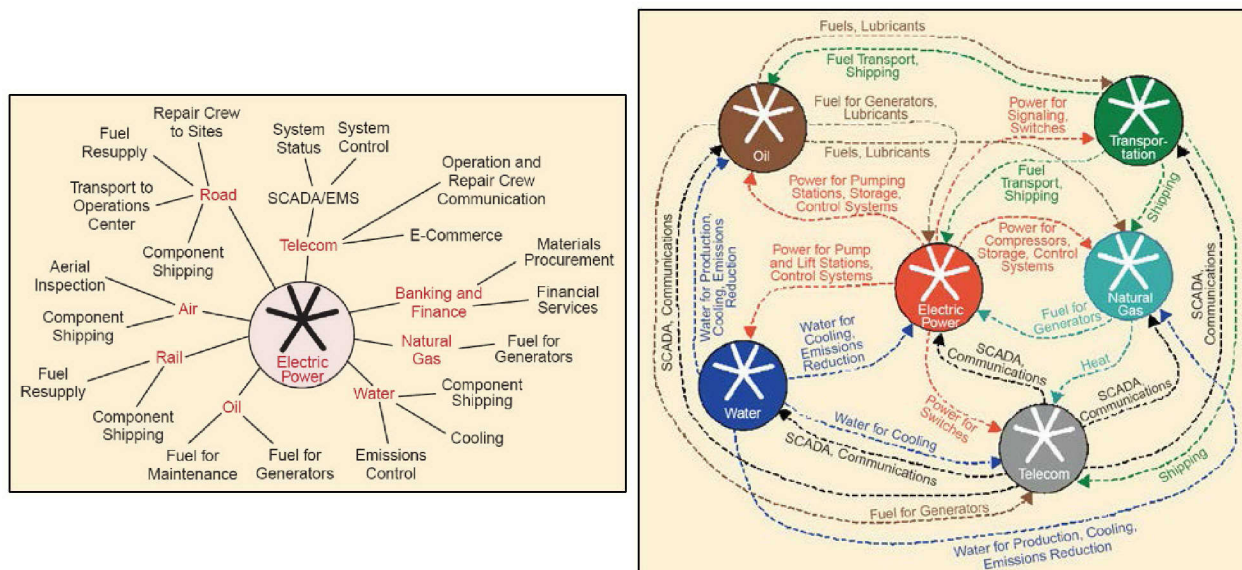 Repair Crew
to Sites
Fuel
Resupply
Transport to
Operations
Center
Road
Component
Shipping
System
Status
System
Control
SCADA/EMS
Telecom
Operation and
Repair Crew
Communication
E-Commerce
Materials
Procurement
Banking and
Finance
Financial
Services
Natural
Gas
Fuel for
Generators
Aerial
Inspection
Air
Component
Shipping
Rail
Fuel
Resupply
Component
Shipping
Electric
Power
Oil
Fuel for
Maintenance
Fuel for
Generators
Water
Component
Shipping
Cooling
Emissions
Control
Fuels, Lubricants
Fuel Transport,
Shipping
Fuel for Generators,
Lubricants
Power for
Signaling,
Switches
Oil
Transpor-
tation
Fuels, Lubricants
Fuel
Transport,
Shipping
Shipping
Power for Pumping
Stations, Storage,
Control Systems
SCADA, Communications
Water for Production,
Cooling, Emissions
Reduction
Power for Pump
and Lift Stations,
Control Systems
Power for
Compressors,
Storage, Control
Systems
Electric
Power
Natural
Gas
SCADA,
Communications
Fuel for
Generators
Water for
Cooling,
Emissions
Reduction
Heat
SCADA,
Communications
SCADA,
Communications
Water
Power for
Switches
Water for Cooling
SCADA, Communications
Telecom
Shipping
Fuel for Generators
Water for Production, Cooling,
Emissions Reduction